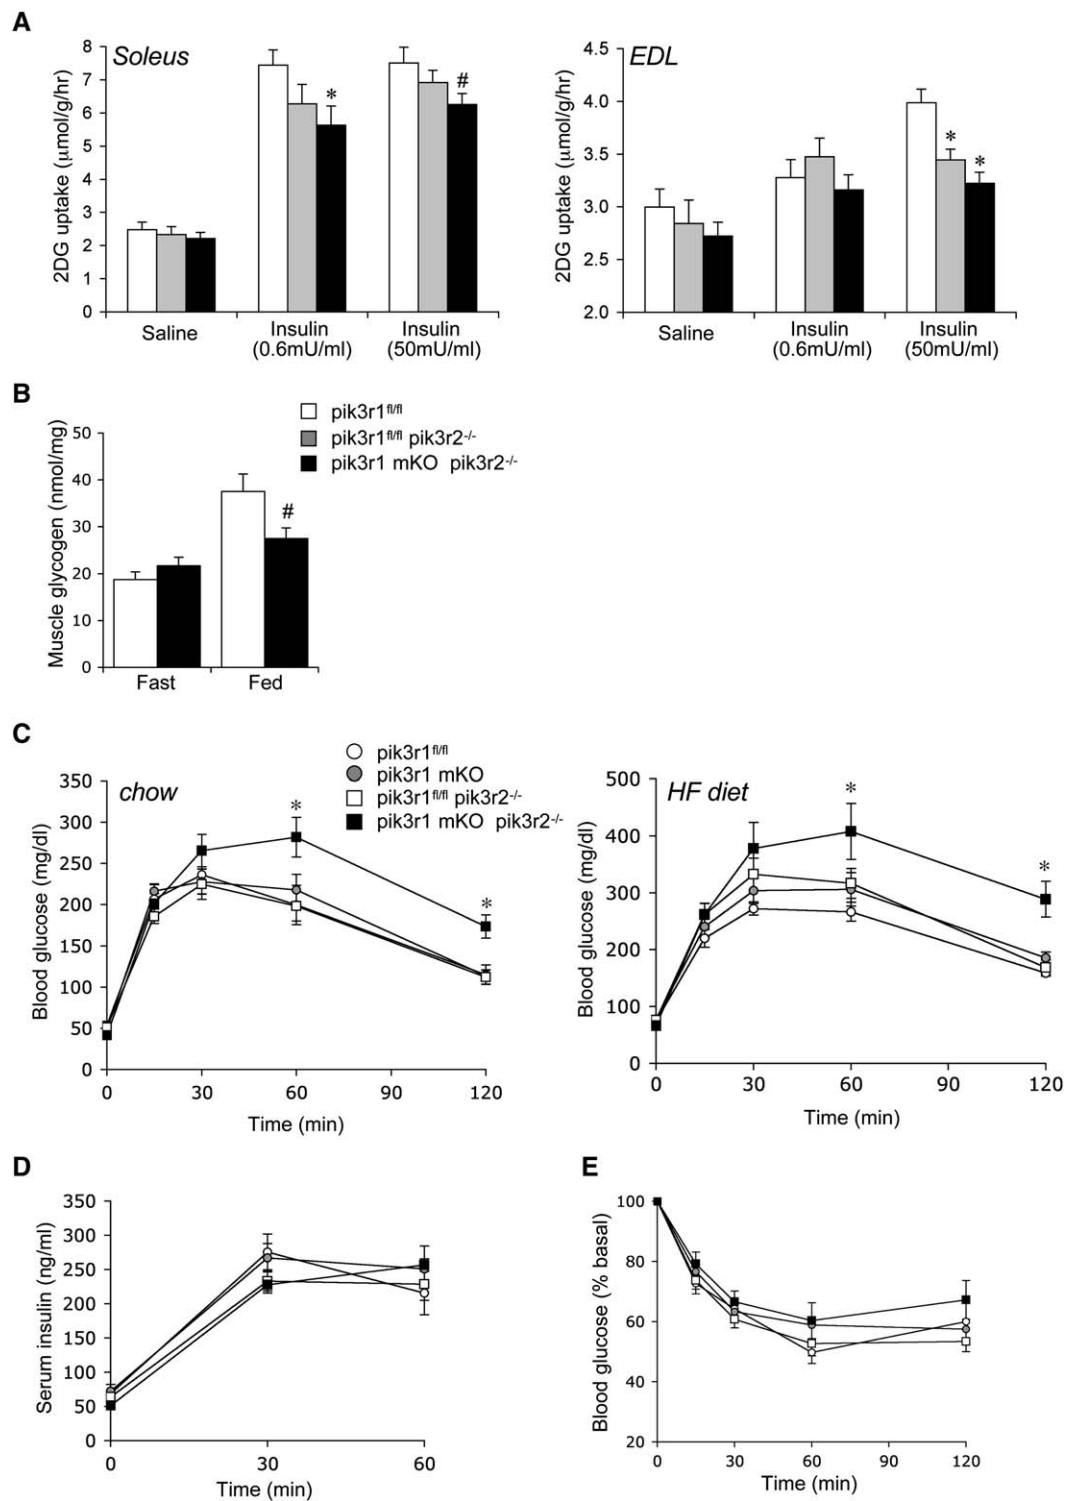 A
Soleus
8
7
6
5
4
3
2
1
0
2DG uptake (μmol/g/hr)
*
#
Saline
Insulin
(0.6mU/ml)
Insulin
(50mU/ml)
EDL
4.5
4.0
3.5
3.0
2.5
2.0
2DG uptake (μmol/g/hr)
*
*
Saline
Insulin
(0.6mU/ml)
Insulin
(50mU/ml)
B
pik3r1fl/fl
pik3r1fl/fl pik3r2-/-
pik3r1 mKO pik3r2-/-
50
40
30
20
10
0
Muscle glycogen (nmol/mg)
#
Fast
Fed
C
pik3r1fl/fl
pik3r1 mKO
pik3r1fl/fl pik3r2-/-
pik3r1 mKO pik3r2-/-
chow
350
300
250
200
150
100
50
0
Blood glucose (mg/dl)
*
*
0 30 60 90 120
Time (min)
HF diet
500
400
300
200
100
0
Blood glucose (mg/dl)
*
*
0 30 60 90 120
Time (min)
D
350
300
250
200
150
100
50
0
Serum insulin (ng/ml)
0 30 60
Time (min)
E
100
80
60
40
20
Blood glucose (% basal)
0 30 60 90 120
Time (min)